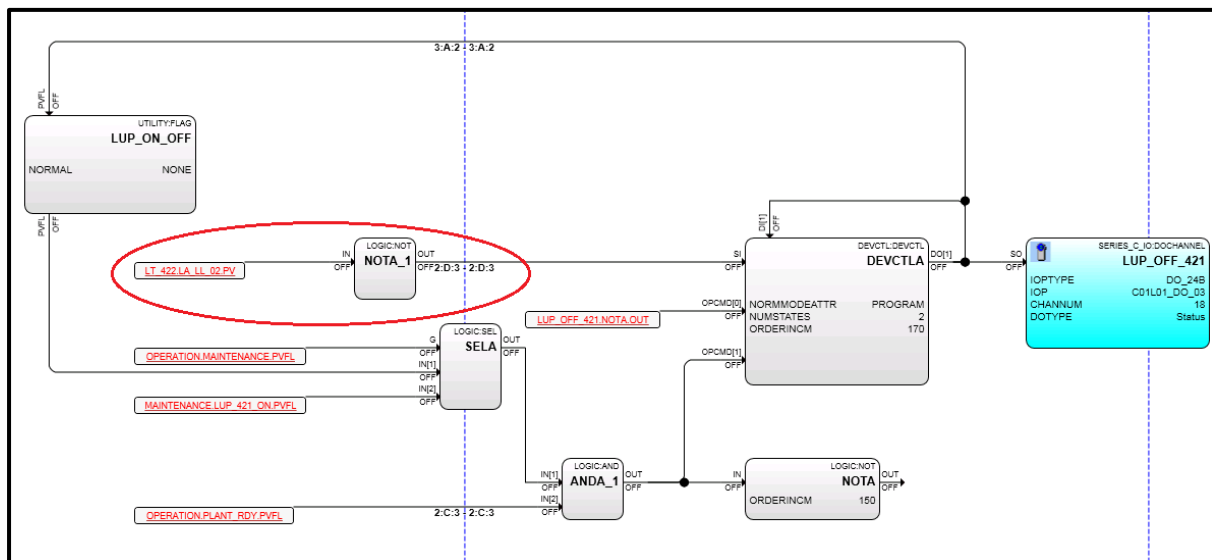 3:A:2 - 3:A:2
PVFL
OFF
UTILITY:FLAG
LUP_ON_OFF
NORMAL NONE
PVFL
OFF
LT_422.LA_LL_02.PV
IN
OFF
LOGIC:NOT
NOTA_1
OUT
OFF
2:D:3 - 2:D:3
DI[1]
OFF
SI
OFF
DEVCTL:DEVCTL
DEVCTLA
NORMMODEATTR PROGRAM
NUMSTATES 2
ORDERINCM 170
DO[1]
OFF
SO
OFF
SERIES_C_IO:DOCHANNEL
LUP_OFF_421
IOPTYPE DO_24B
IOP C01L01_DO_03
CHANNUM 18
DOTYPE Status
LUP_OFF_421.NOTA.OUT
OPCMD[0]
OFF
OPCMD[1]
OFF
OPERATION.MAINTENANCE.PVFL
MAINTENANCE.LUP_421_ON.PVFL
G
OFF
IN[1]
OFF
IN[2]
OFF
LOGIC:SEL
SELA
OUT
OFF
OPERATION.PLANT_RDY.PVFL
2:C:3 - 2:C:3
IN[1]
OFF
IN[2]
OFF
LOGIC:AND
ANDA_1
OUT
OFF
IN
OFF
LOGIC:NOT
NOTA
ORDERINCM 150
OUT
OFF